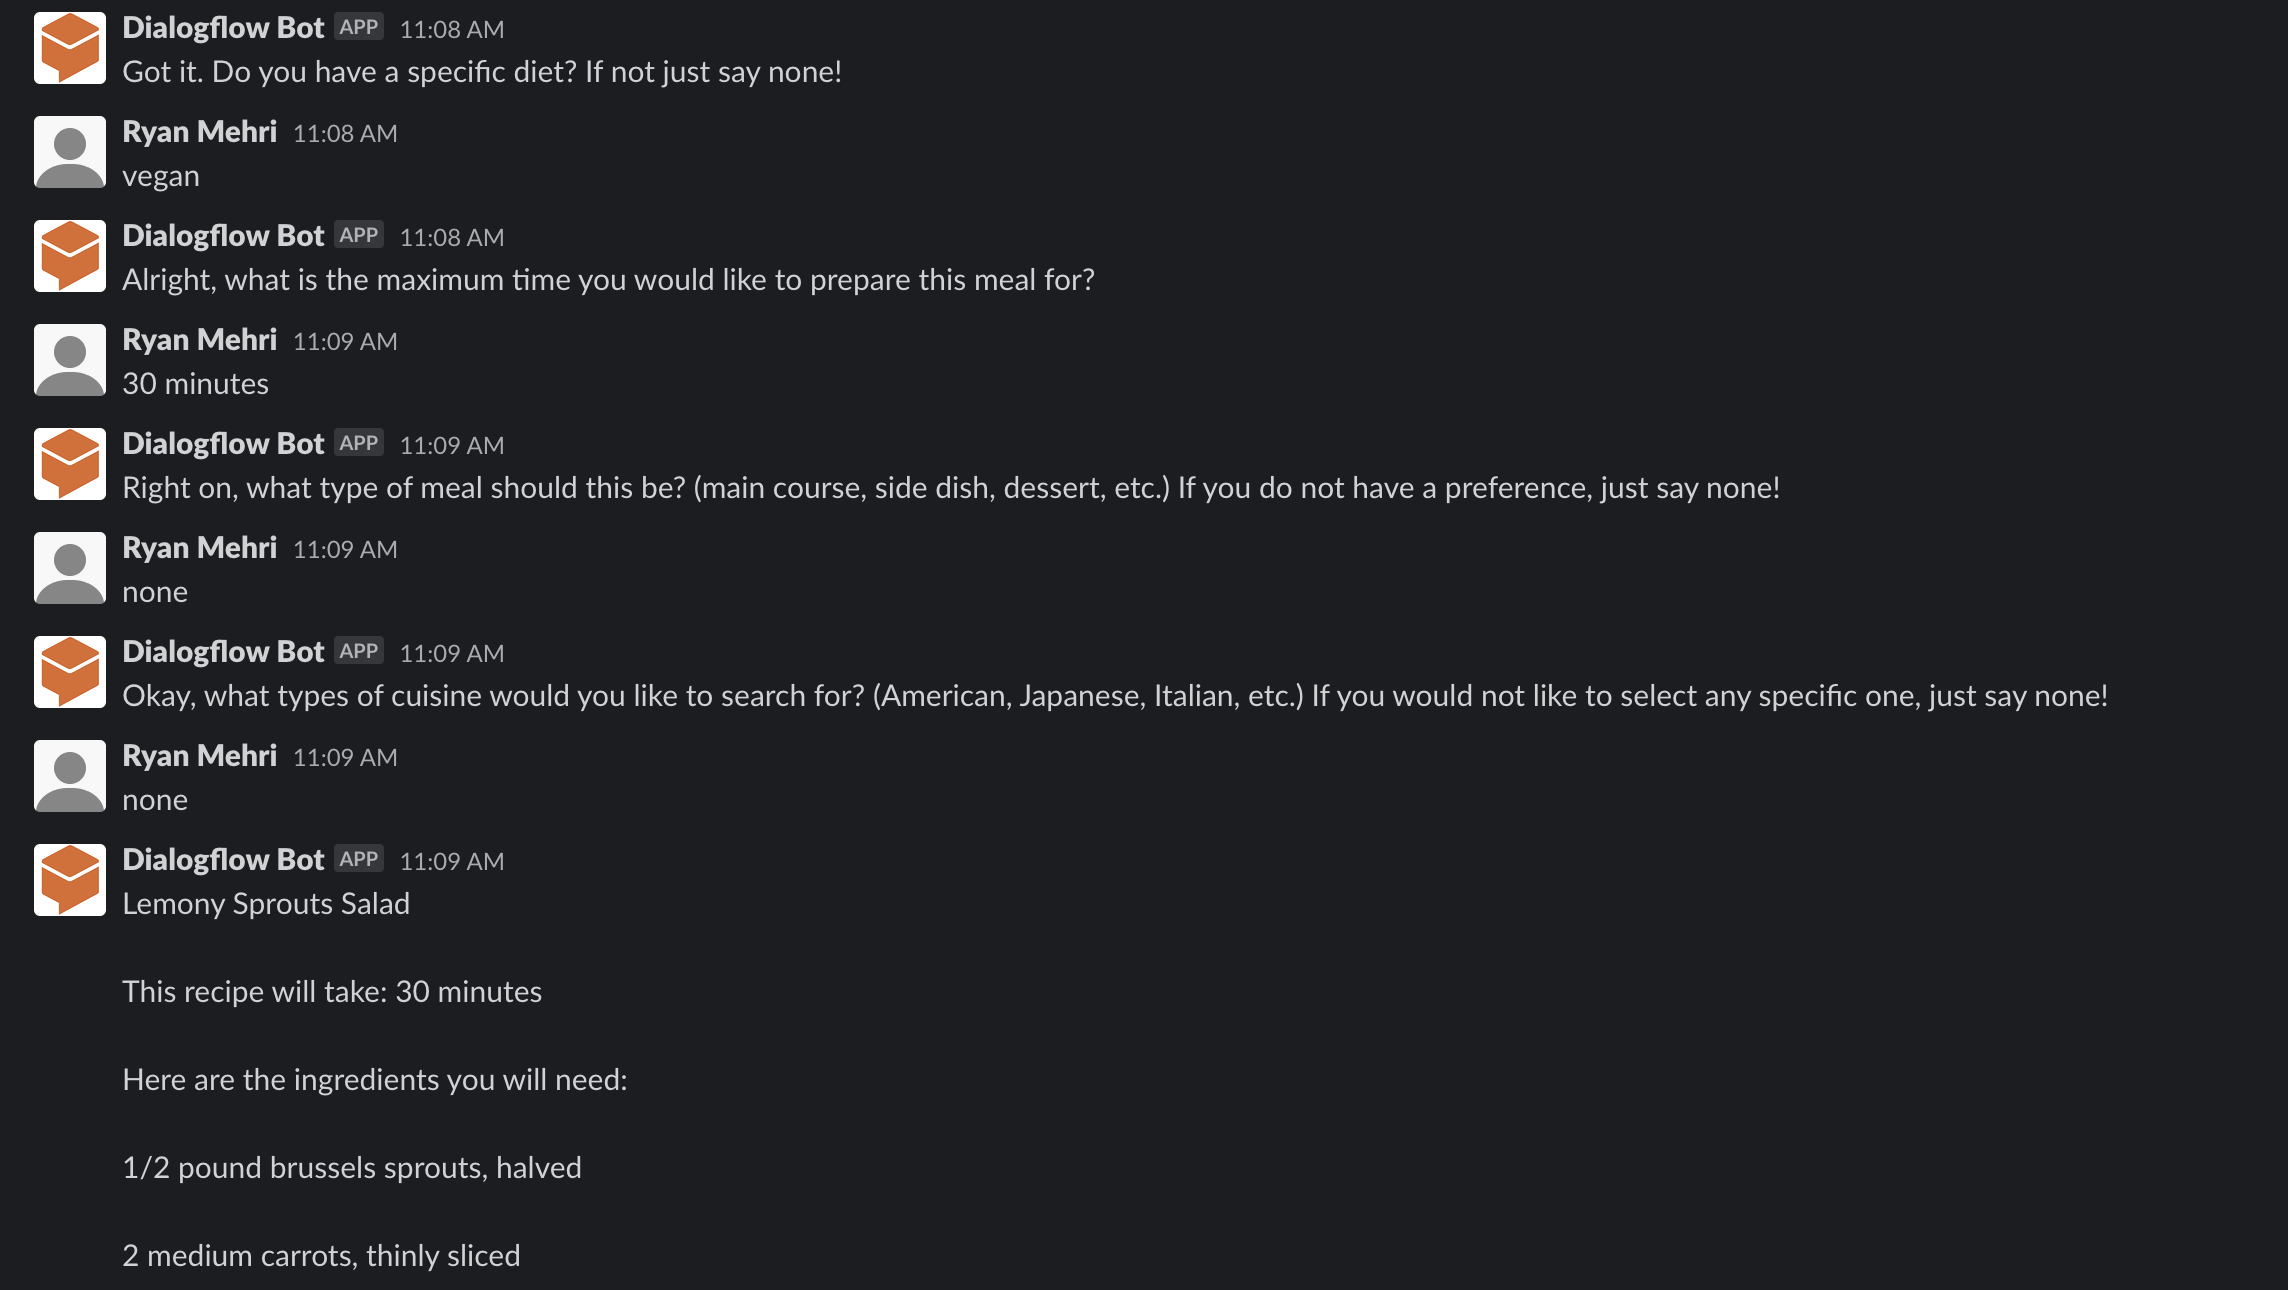 Dialogflow Bot APP 11:08 AM
Got it. Do you have a specific diet? If not just say none!
Ryan Mehri 11:08 AM
vegan
Dialogflow Bot APP 11:08 AM
Alright, what is the maximum time you would like to prepare this meal for?
Ryan Mehri 11:09 AM
30 minutes
Dialogflow Bot APP 11:09 AM
Right on, what type of meal should this be? (main course, side dish, dessert, etc.) If you do not have a preference, just say none!
Ryan Mehri 11:09 AM
none
Dialogflow Bot APP 11:09 AM
Okay, what types of cuisine would you like to search for? (American, Japanese, Italian, etc.) If you would not like to select any specific one, just say none!
Ryan Mehri 11:09 AM
none
Dialogflow Bot APP 11:09 AM
Lemony Sprouts Salad
This recipe will take: 30 minutes
Here are the ingredients you will need:
1/2 pound brussels sprouts, halved
2 medium carrots, thinly sliced